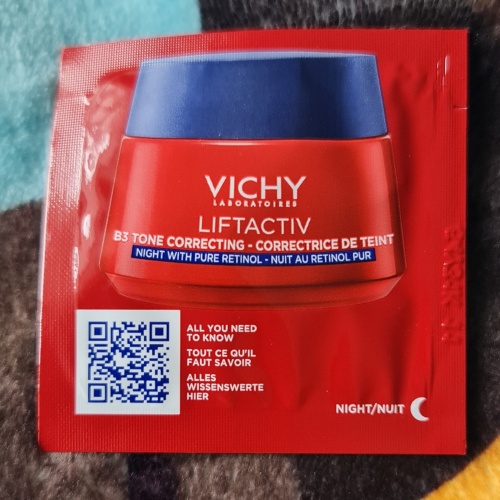 VICHY
LABORATOIRES
LIFTACTIV
B3 TONE CORRECTING - CORRECTRICE DE TEINT
NIGHT WITH PURE RETINOL - NUIT AU RETINOL PUR
ALL YOU NEED
TO KNOW
TOUT CE QU'IL
FAUT SAVOIR
ALLES
WISSENSWERTE
HIER
NIGHT/NUIT